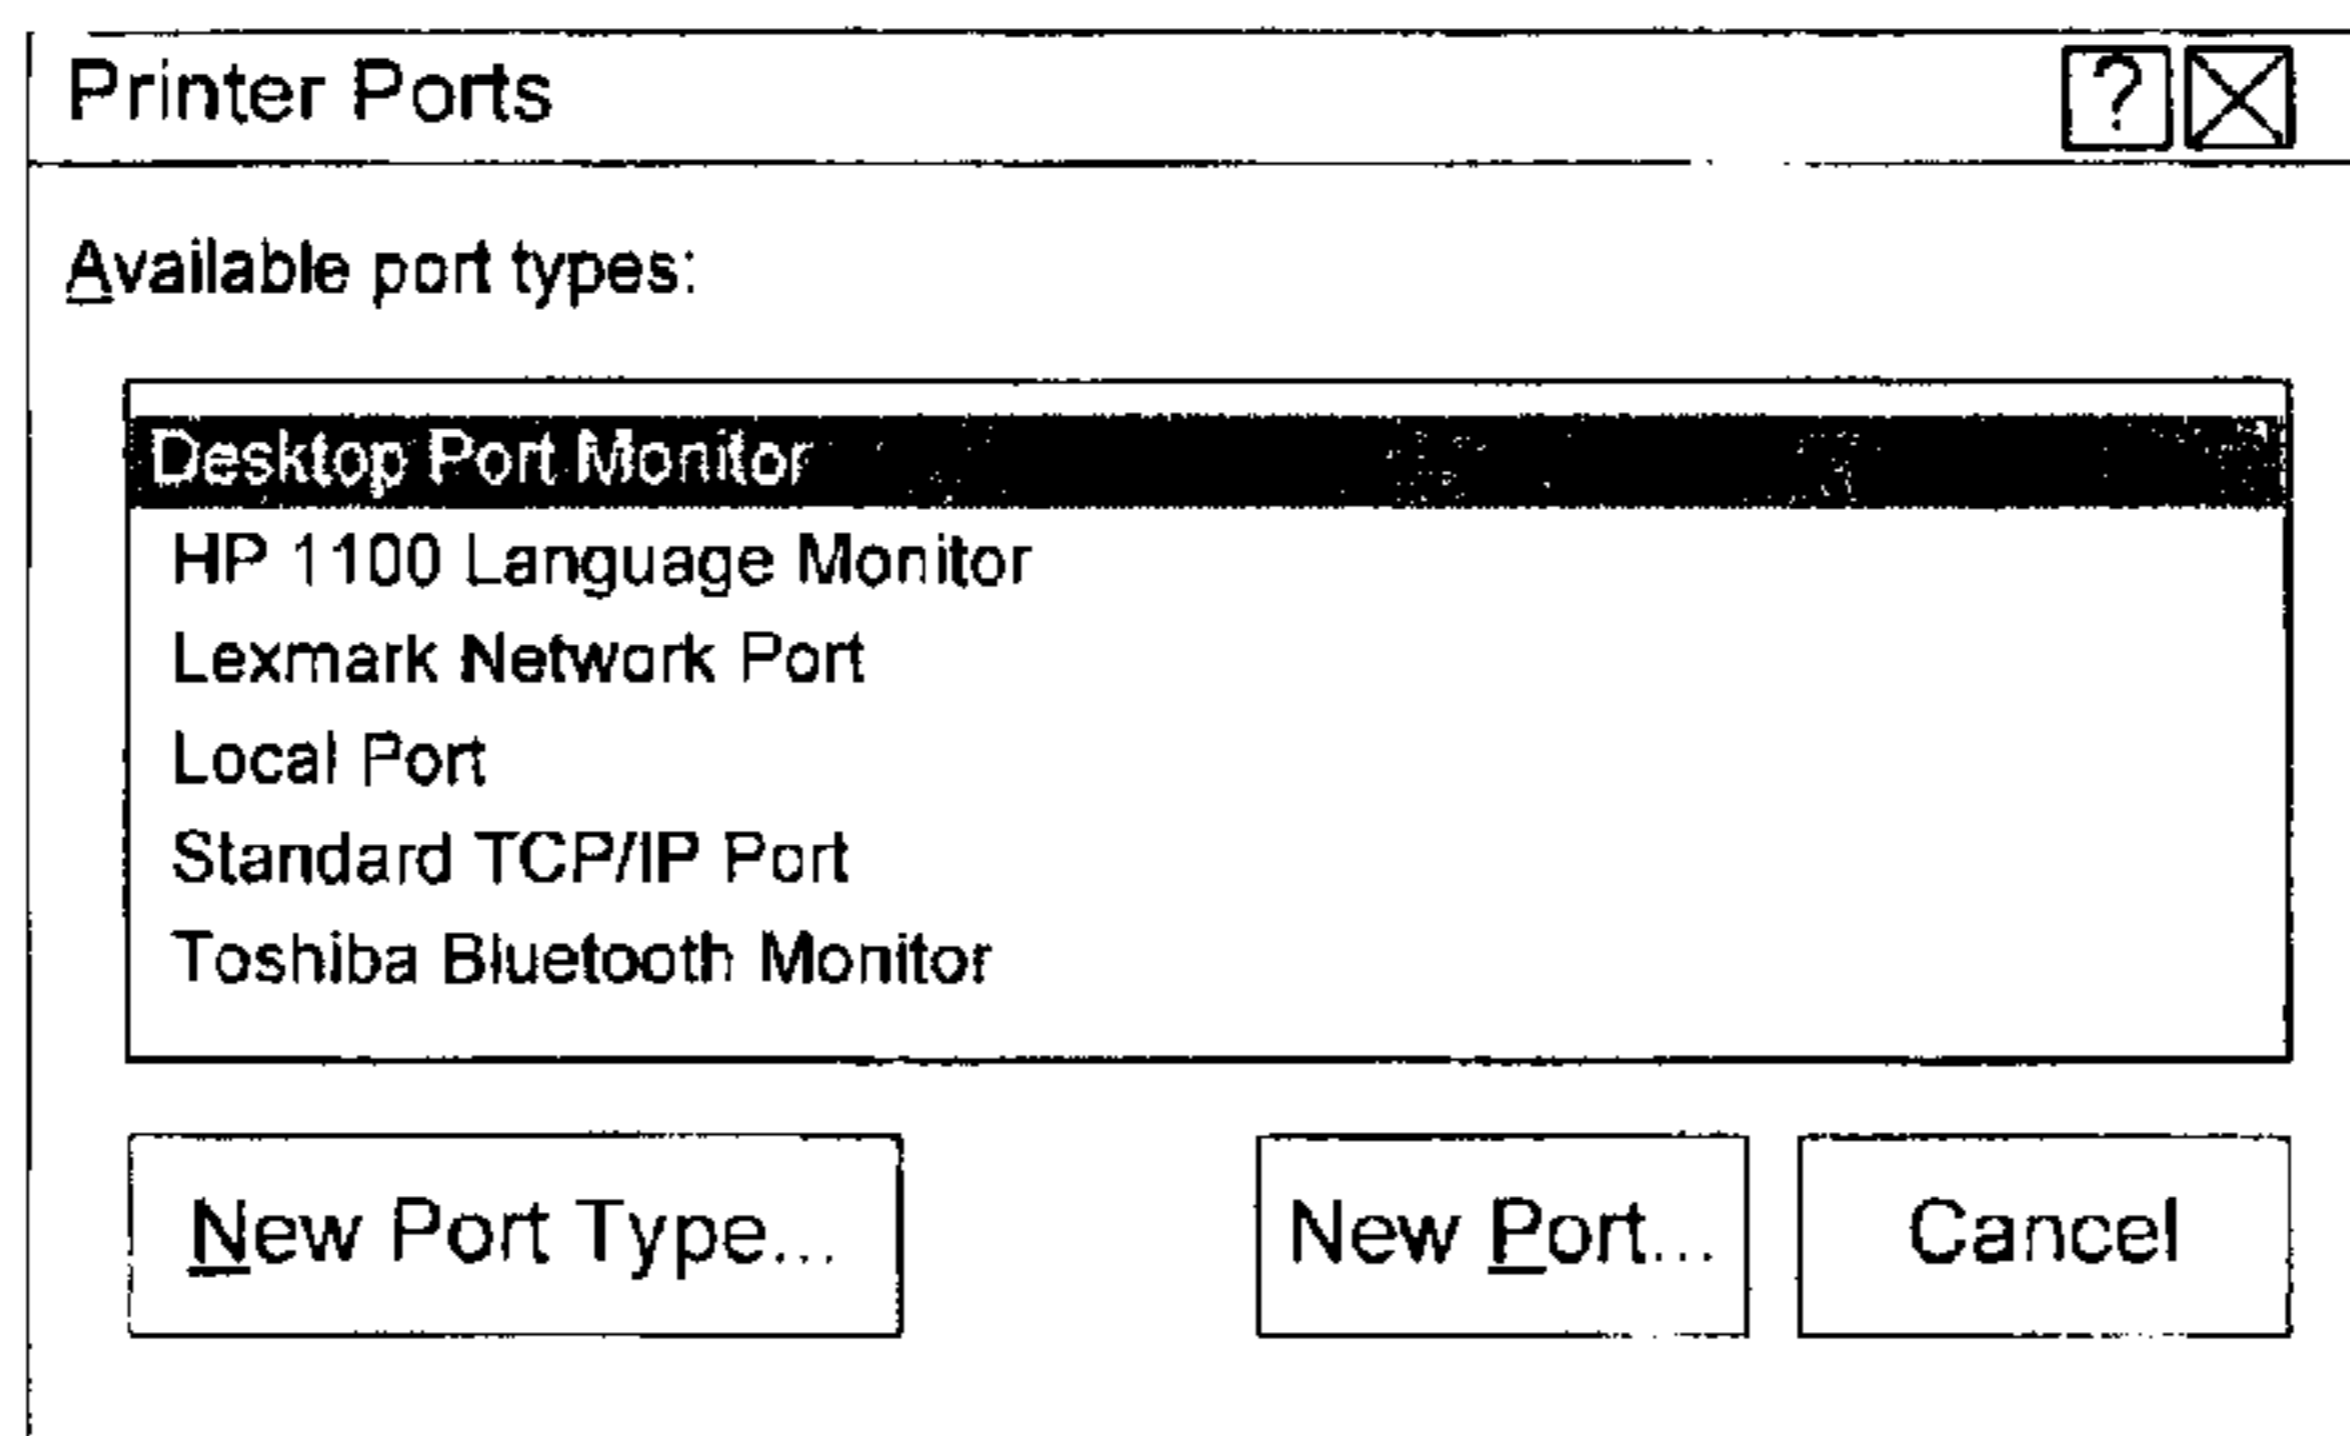 Printer Ports
?
Available port types:
Desktop Port Monitor
HP 1100 Language Monitor
Lexmark Network Port
Local Port
Standard TCP/IP Port
Toshiba Bluetooth Monitor
New Port Type... New Port... Cancel